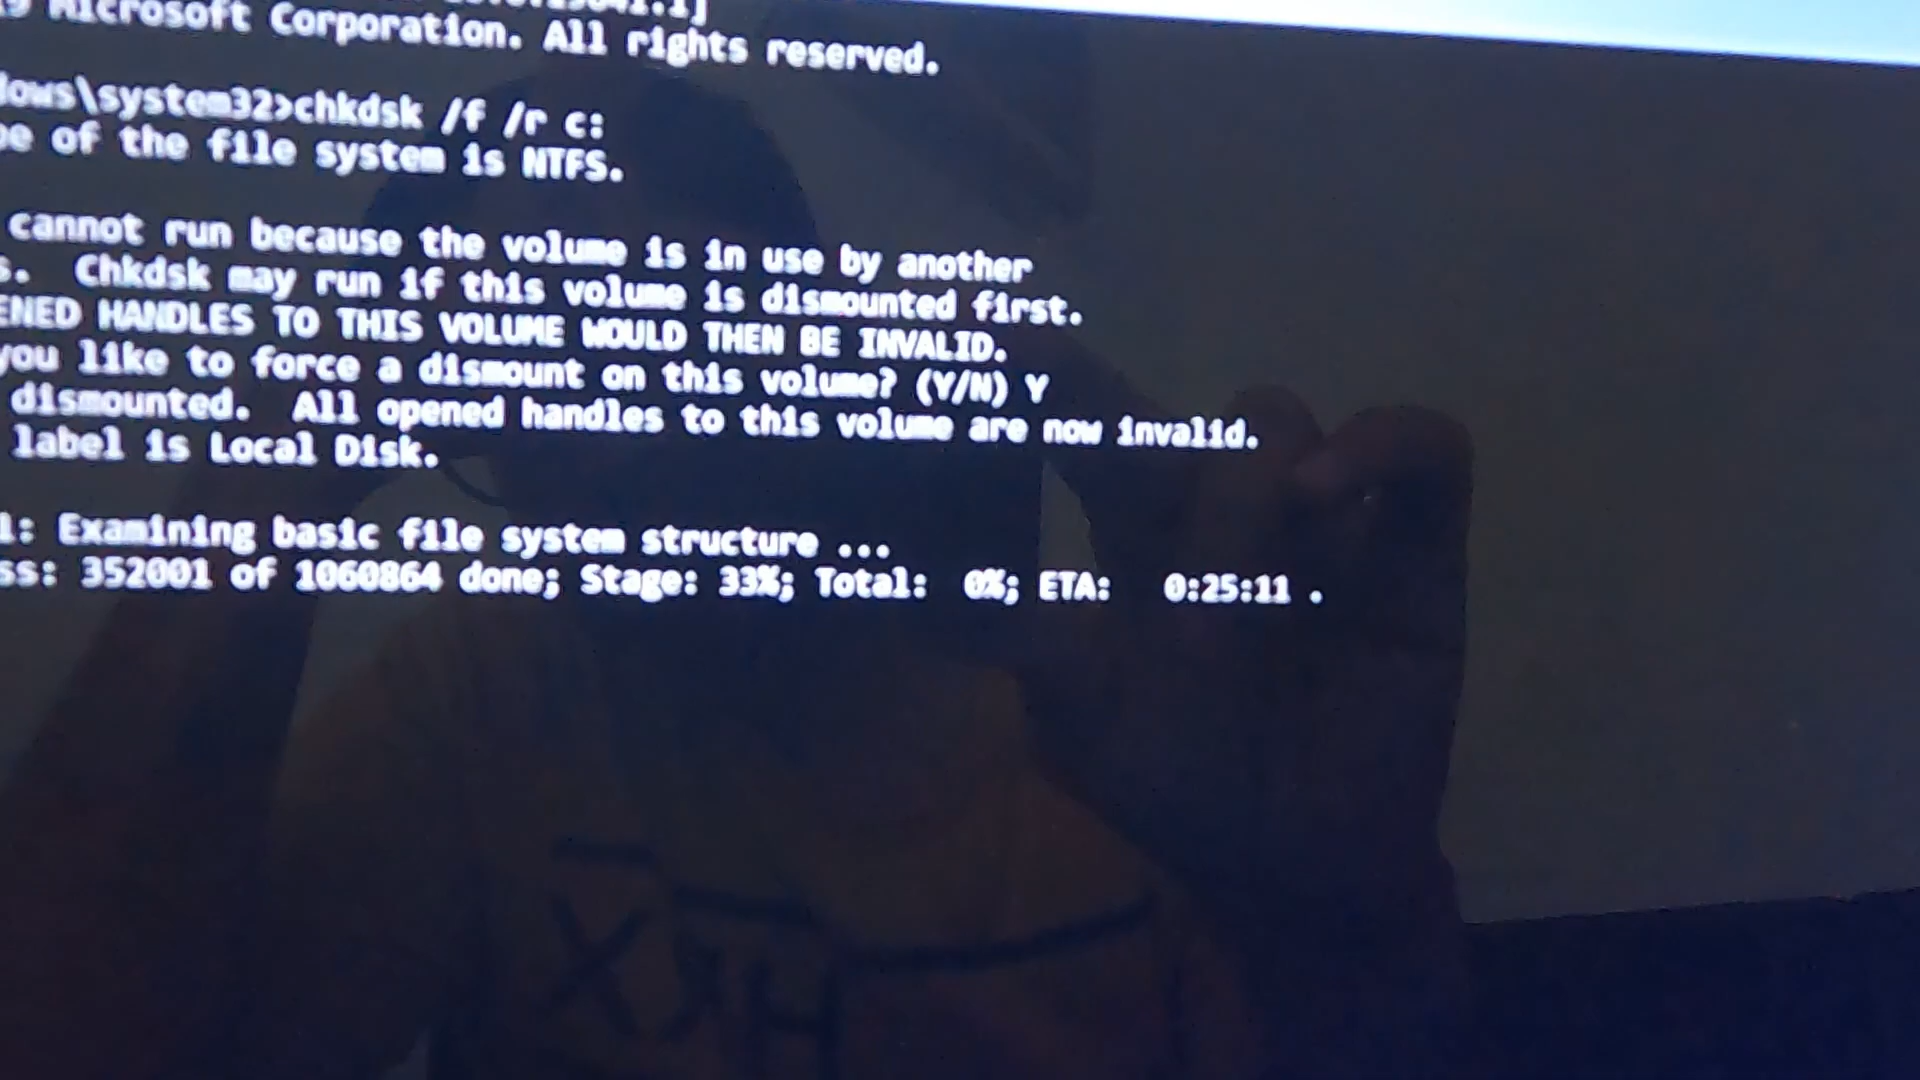 Microsoft Corporation. All rights reserved.
\system32>chkdsk /f /r c:
of the file system is NTFS.
cannot run because the volume is in use by another
Chkdsk may run if this volume is dismounted first.
HANDLES TO THIS VOLUME WOULD THEN BE INVALID.
you like to force a dismount on this volume? (Y/N) Y
dismounted. All opened handles to this volume are now invalid.
label is Local Disk.
1: Examining basic file system structure ...
352001 of 1060864 done; Stage: 33%; Total: 0%; ETA: 0:25:11 .